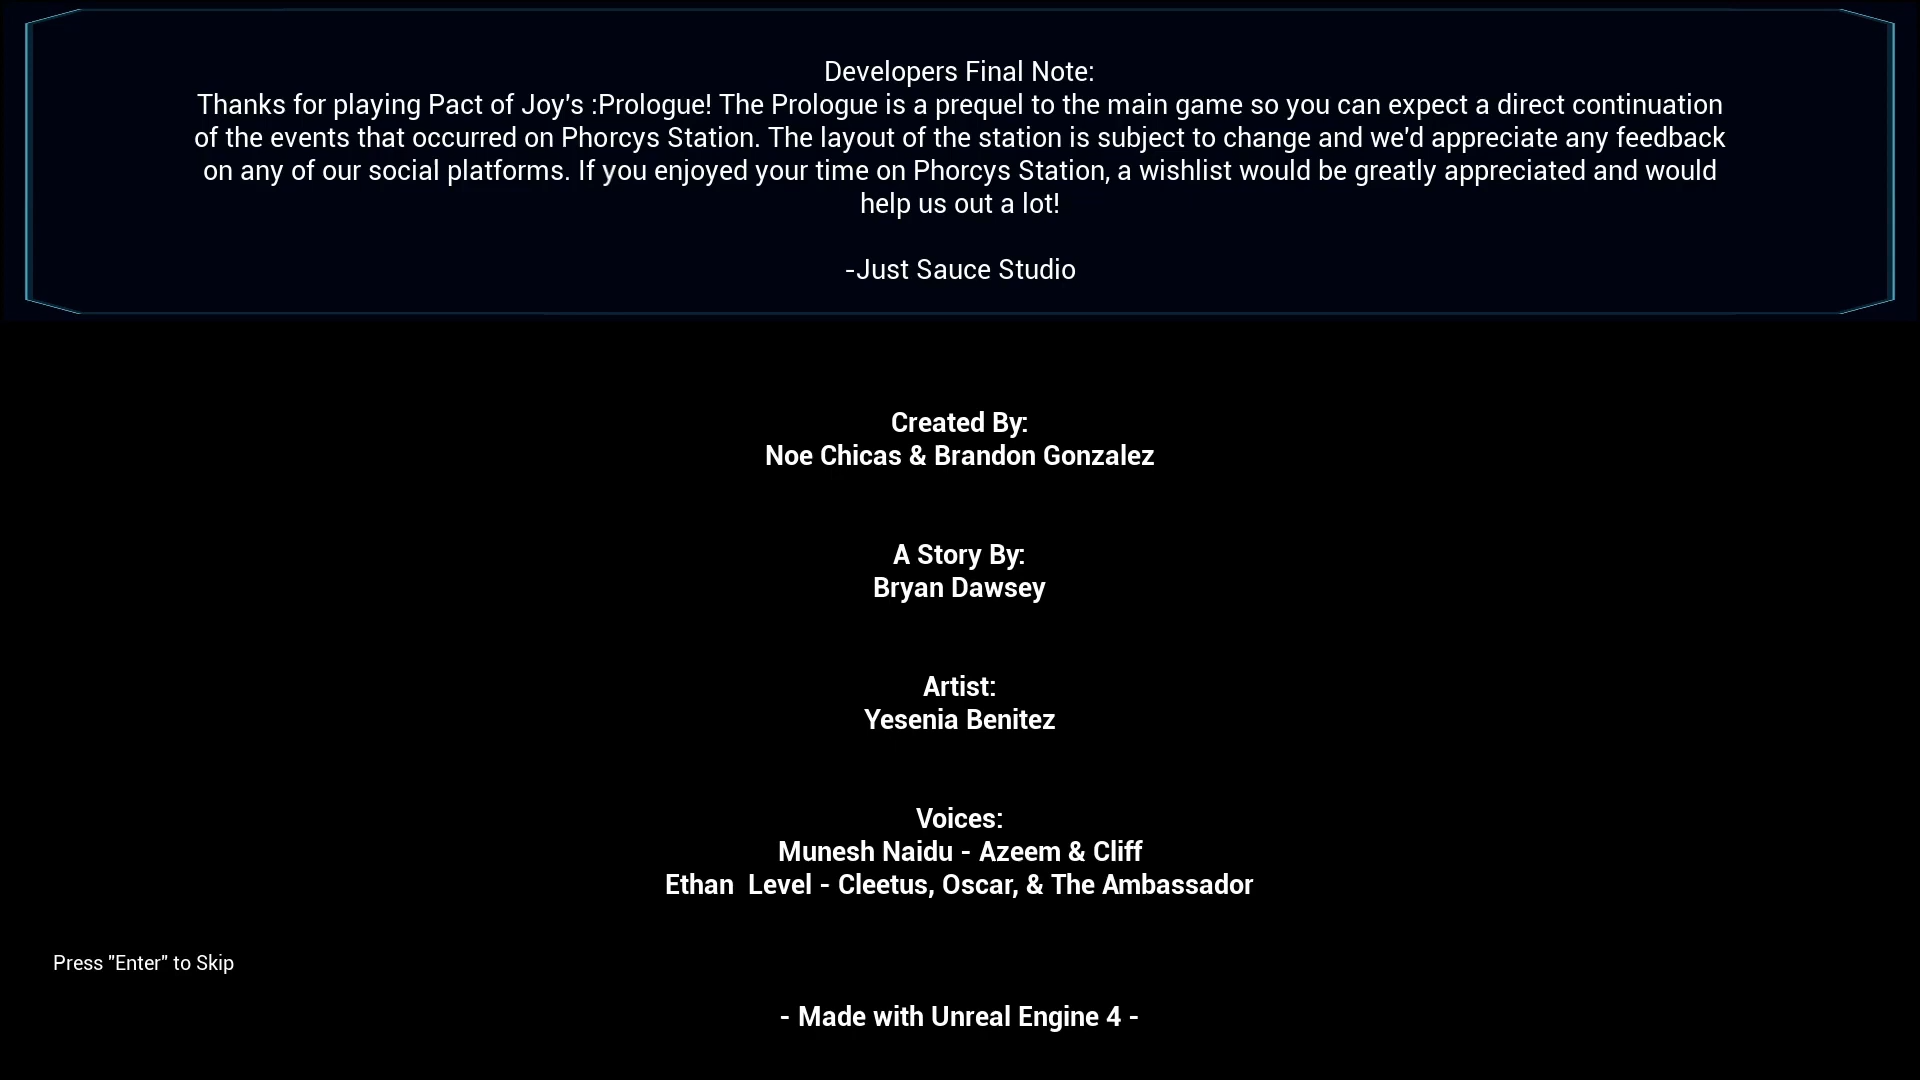 Developers Final Note:
Thanks for playing Pact of Joy's :Prologue! The Prologue is a prequel to the main game so you can expect a direct continuation
of the events that occurred on Phorcys Station. The layout of the station is subject to change and we'd appreciate any feedback
on any of our social platforms. If you enjoyed your time on Phorcys Station, a wishlist would be greatly appreciated and would
help us out a lot!
-Just Sauce Studio
Created By:
Noe Chicas & Brandon Gonzalez
A Story By:
Bryan Dawsey
Artist:
Yesenia Benitez
Voices:
Munesh Naidu - Azeem & Cliff
Ethan  Level - Cleetus, Oscar, & The Ambassador
Press "Enter" to Skip
- Made with Unreal Engine 4 -